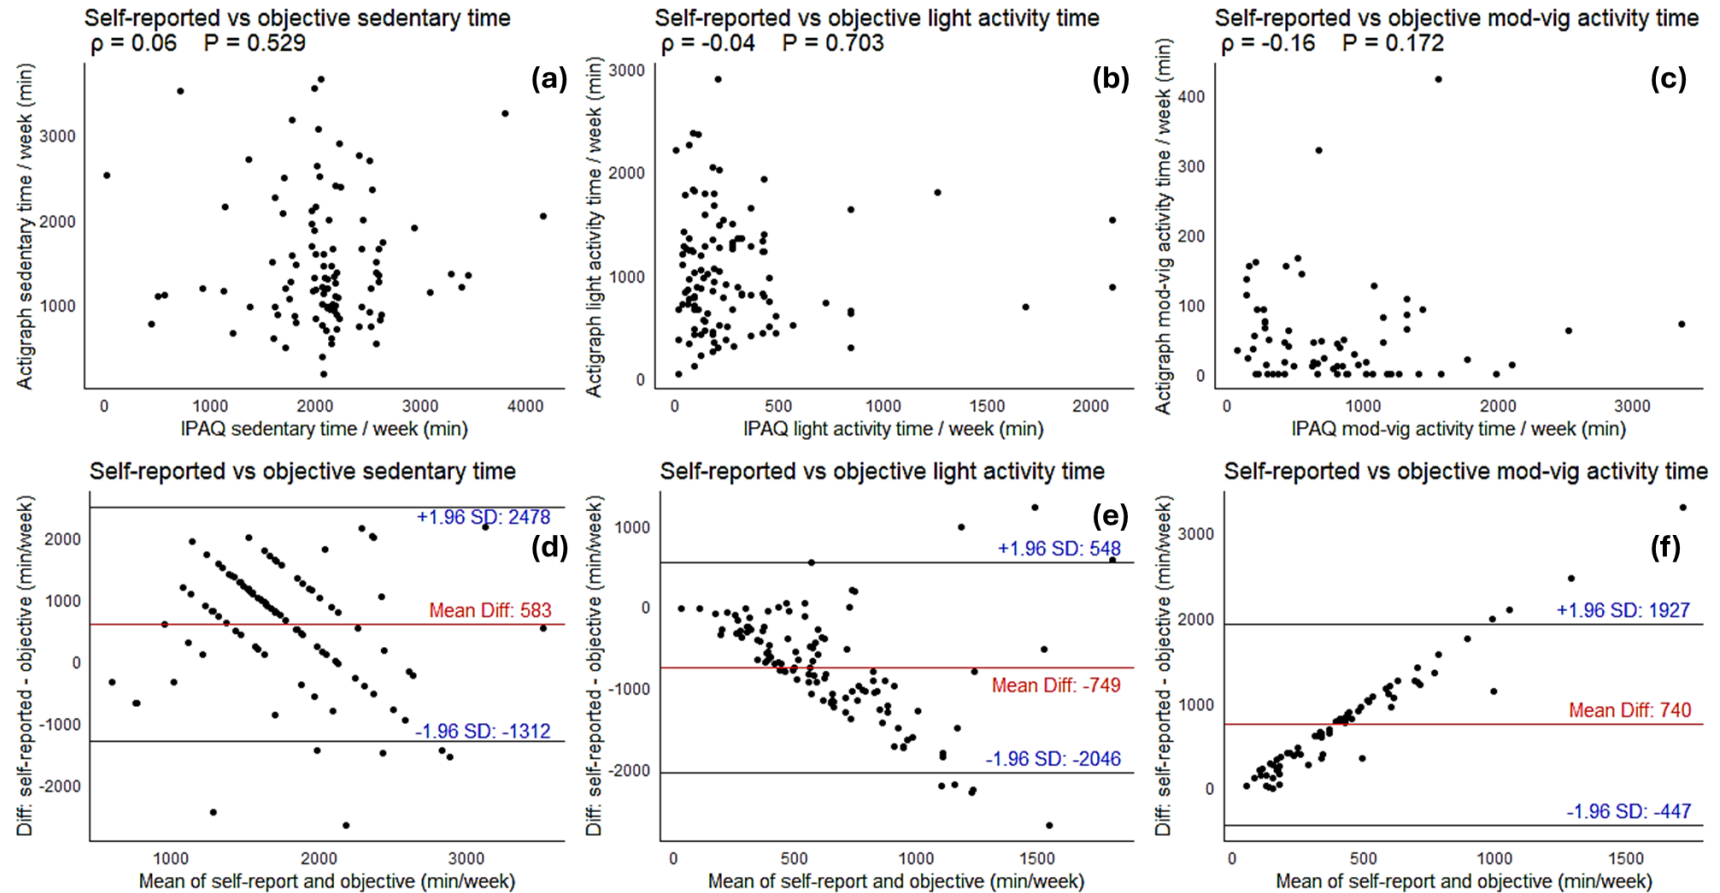 Self-reported vs objective sedentary time
ρ = 0.06 P = 0.529
(a)
Actigraph sedentary time / week (min)
3000
2000
1000
0 1000 2000 3000 4000
IPAQ sedentary time / week (min)
Self-reported vs objective light activity time
ρ = -0.04 P = 0.703
(b)
Actigraph light activity time / week (min)
3000
2000
1000
0
0 500 1000 1500 2000
IPAQ light activity time / week (min)
Self-reported vs objective mod-vig activity time
ρ = -0.16 P = 0.172
(c)
Actigraph mod-vig activity time / week (min)
400
300
200
100
0
0 1000 2000 3000
IPAQ mod-vig activity time / week (min)
Self-reported vs objective sedentary time
+1.96 SD: 2478
(d)
Mean Diff: 583
-1.96 SD: -1312
Diff: self-reported - objective (min/week)
2000
1000
0
-1000
-2000
1000 2000 3000
Mean of self-report and objective (min/week)
Self-reported vs objective light activity time
(e)
+1.96 SD: 548
Mean Diff: -749
-1.96 SD: -2046
Diff: self-reported - objective (min/week)
1000
0
-1000
-2000
0 500 1000 1500
Mean of self-report and objective (min/week)
Self-reported vs objective mod-vig activity time
(f)
+1.96 SD: 1927
Mean Diff: 740
-1.96 SD: -447
Diff: self-reported - objective (min/week)
3000
2000
1000
0
0 500 1000 1500
Mean of self-report and objective (min/week)